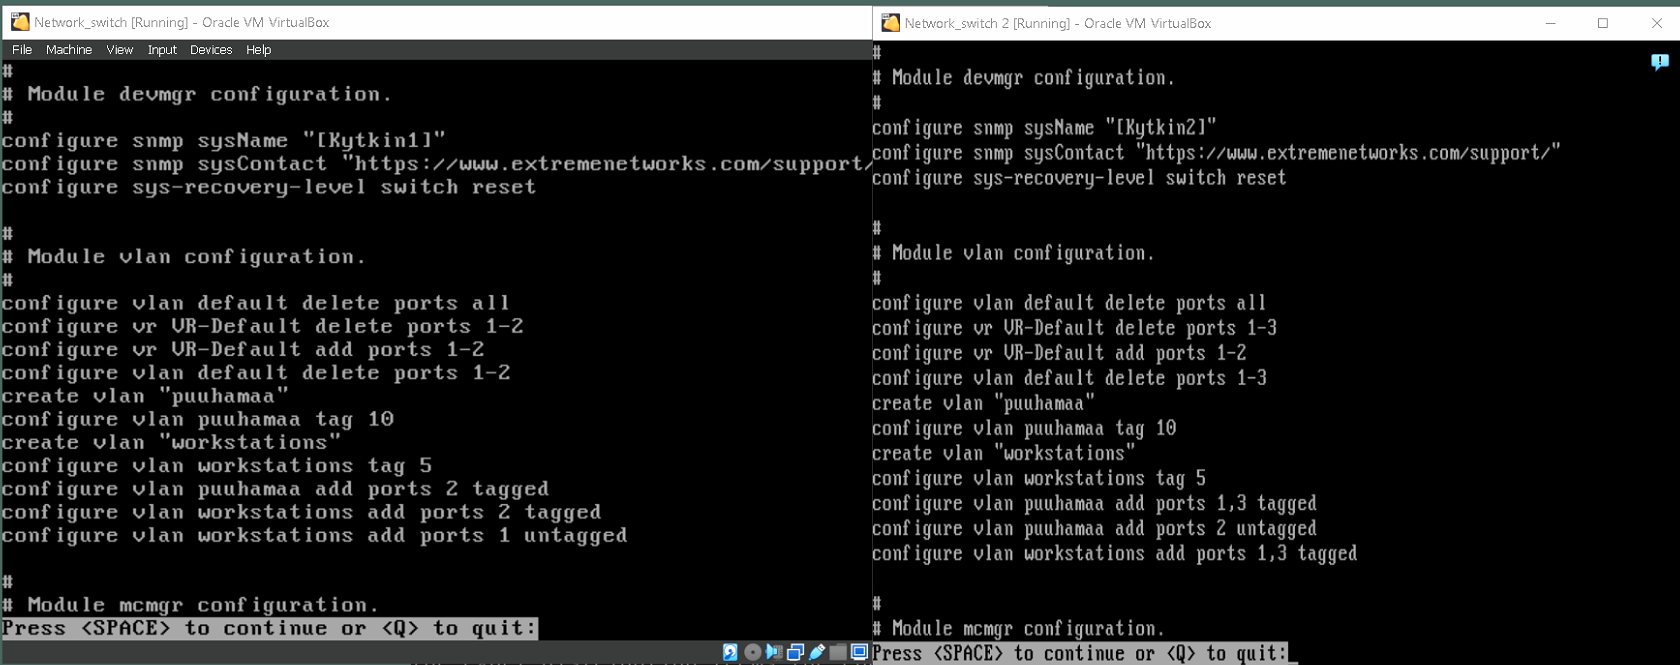 Network_switch [Running] - Oracle VM VirtualBox
File Machine View Input Devices Help
#
# Module devmgr configuration.
#
configure snmp sysName "[Kytkin1]"
configure snmp sysContact "https://www.extremenetworks.com/support/
configure sys-recovery-level switch reset
#
# Module vlan configuration.
#
configure vlan default delete ports all
configure vr VR-Default delete ports 1-2
configure vr VR-Default add ports 1-2
configure vlan default delete ports 1-2
create vlan "puuhamaa"
configure vlan puuhamaa tag 10
create vlan "workstations"
configure vlan workstations tag 5
configure vlan puuhamaa add ports 2 tagged
configure vlan workstations add ports 2 tagged
configure vlan workstations add ports 1 untagged
#
# Module mcmgr configuration.
Press <SPACE> to continue or <Q> to quit:
Network_switch 2 [Running] - Oracle VM VirtualBox
#
# Module devmgr configuration.
#
configure snmp sysName "[Kytkin2]"
configure snmp sysContact "https://www.extremenetworks.com/support/"
configure sys-recovery-level switch reset
#
# Module vlan configuration.
#
configure vlan default delete ports all
configure vr VR-Default delete ports 1-3
configure vr VR-Default add ports 1-2
configure vlan default delete ports 1-3
create vlan "puuhamaa"
configure vlan puuhamaa tag 10
create vlan "workstations"
configure vlan workstations tag 5
configure vlan puuhamaa add ports 1,3 tagged
configure vlan puuhamaa add ports 2 untagged
configure vlan workstations add ports 1,3 tagged
#
# Module mcmgr configuration.
Press <SPACE> to continue or <Q> to quit: